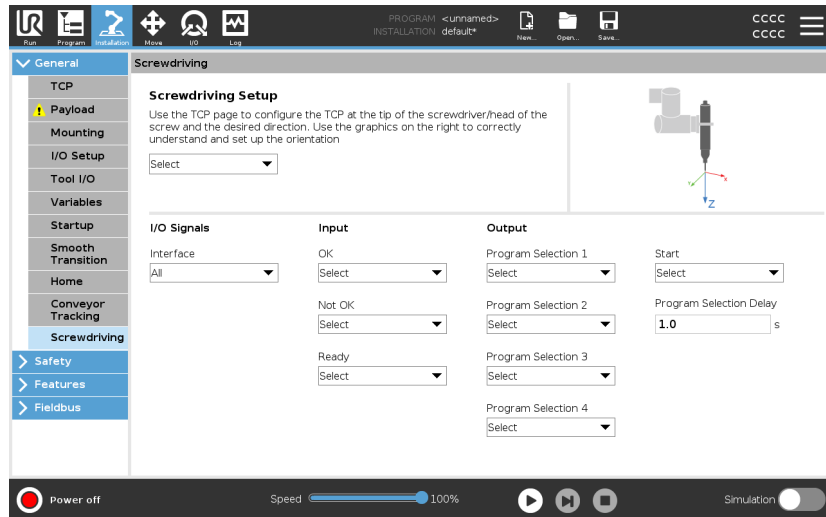 PROGRAM <unnamed>
INSTALLATION default*
CCCC
CCCC
Run
Program
Installation
Move
I/O
Log
New...
Open...
Save...
General
Screwdriving
TCP
Payload
Mounting
I/O Setup
Tool I/O
Variables
Startup
Smooth
Transition
Home
Conveyor
Tracking
Screwdriving
Safety
Features
Fieldbus
Screwdriving Setup
Use the TCP page to configure the TCP at the tip of the screwdriver/head of the
screw and the desired direction. Use the graphics on the right to correctly
understand and set up the orientation
Select
Y
X
Z
I/O Signals
Input
Output
Interface
All
OK
Select
Not OK
Select
Ready
Select
Program Selection 1
Select
Program Selection 2
Select
Program Selection 3
Select
Program Selection 4
Select
Start
Select
Program Selection Delay
1.0 s
Power off
Speed
100%
Simulation